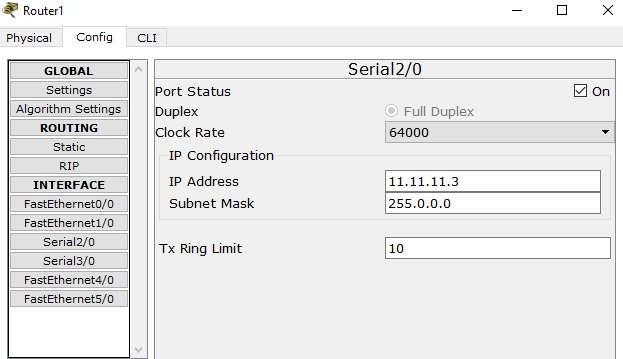 Router1
Physical Config CLI
GLOBAL
Settings
Algorithm Settings
ROUTING
Static
RIP
INTERFACE
FastEthernet0/0
FastEthernet1/0
Serial2/0
Serial3/0
FastEthernet4/0
FastEthernet5/0
Serial2/0
Port Status On
Duplex Full Duplex
Clock Rate 64000
IP Configuration
IP Address 11.11.11.3
Subnet Mask 255.0.0.0
Tx Ring Limit 10